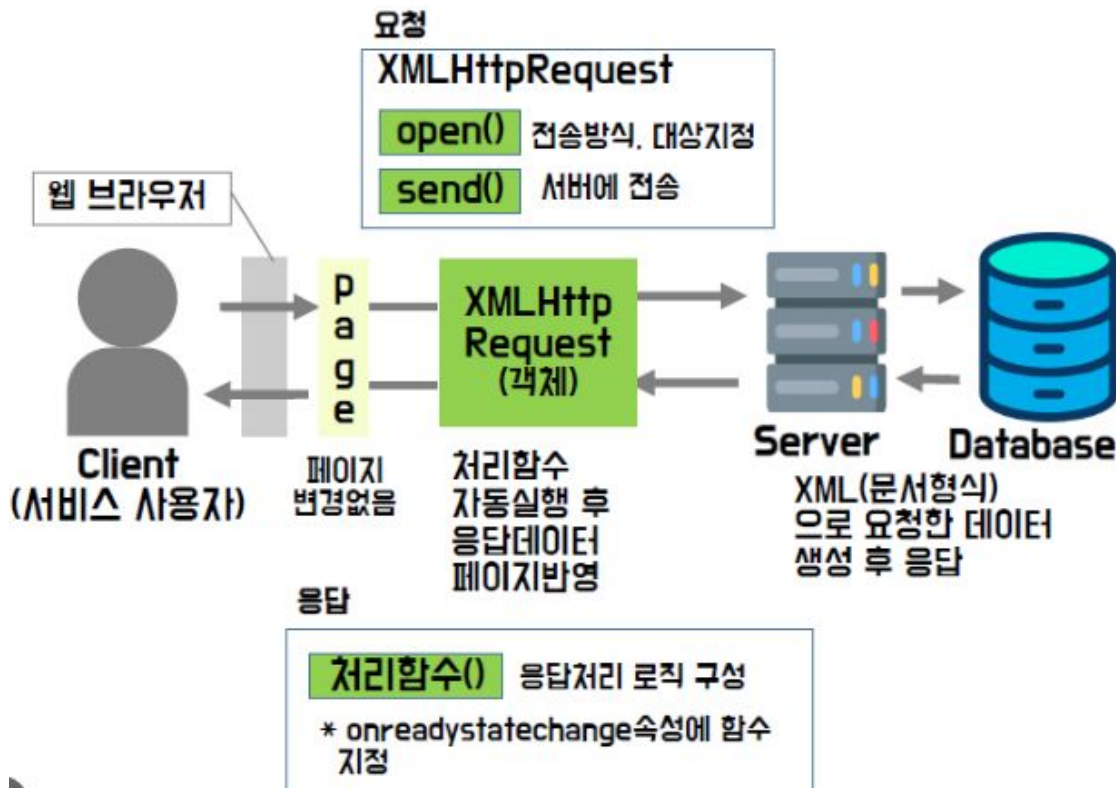 요청
XMLHttpRequest
open() 전송방식, 대상지정
send() 서버에 전송
웹 브라우저
page
XMLHttp
Request
(객체)
Client
(서비스 사용자)
페이지
변경없음
처리함수
자동실행 후
응답데이터
페이지반영
Server
Database
XML(문서형식)
으로 요청한 데이터
생성 후 응답
응답
처리함수() 응답처리 로직 구성
* onreadystatechange속성에 함수
지정